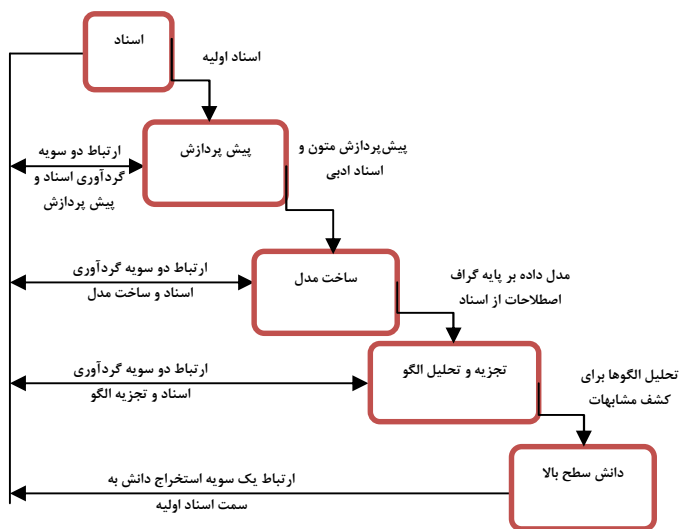 اسناد
اسناد اولیه
پیش پردازش
پیش‌پردازش متون و
اسناد ادبی
ارتباط دو سویه
گردآوری اسناد و
پیش پردازش
ساخت مدل
مدل داده بر پایه گراف
اصطلاحات از اسناد
ارتباط دو سویه گردآوری
اسناد و ساخت مدل
تجزیه و تحلیل الگو
تحلیل الگوها برای
کشف مشابهات
ارتباط دو سویه گردآوری
اسناد و تجزیه الگو
دانش سطح بالا
ارتباط یک سویه استخراج دانش به
سمت اسناد اولیه